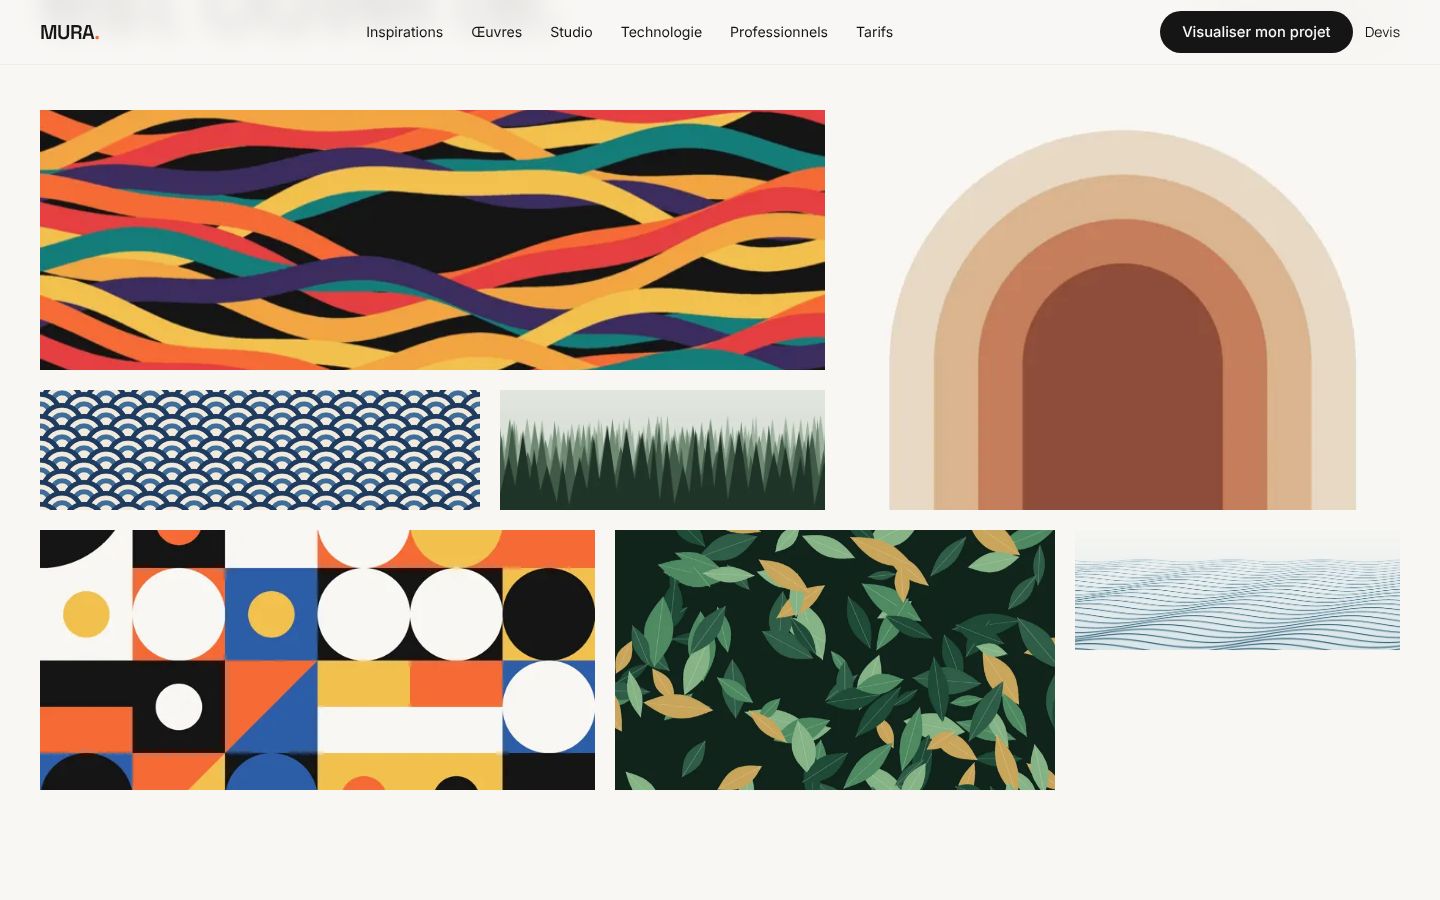 MURA.
Inspirations
Œuvres
Studio
Technologie
Professionnels
Tarifs
Visualiser mon projet
Devis